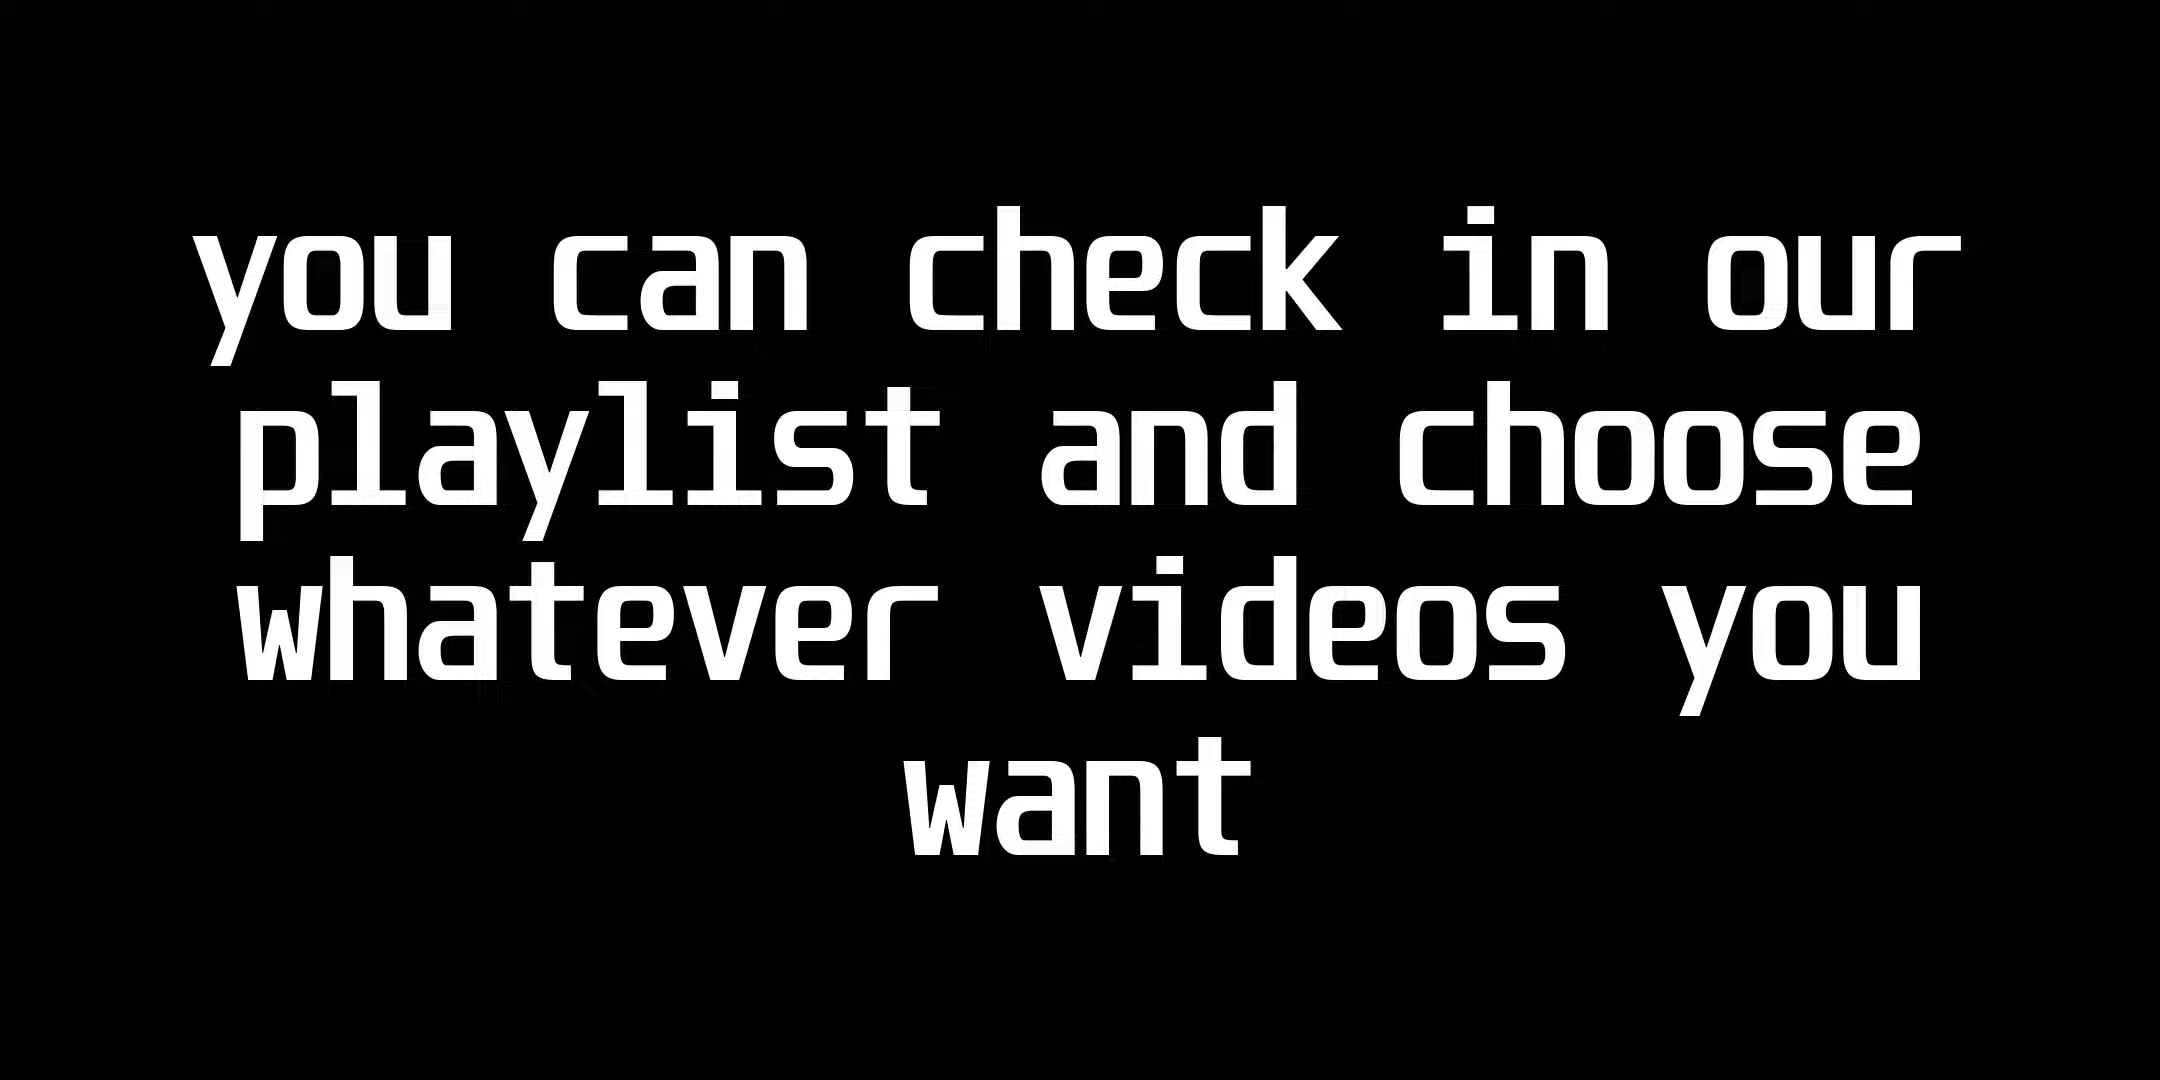 you can check in our
playlist and choose
whatever videos you
want